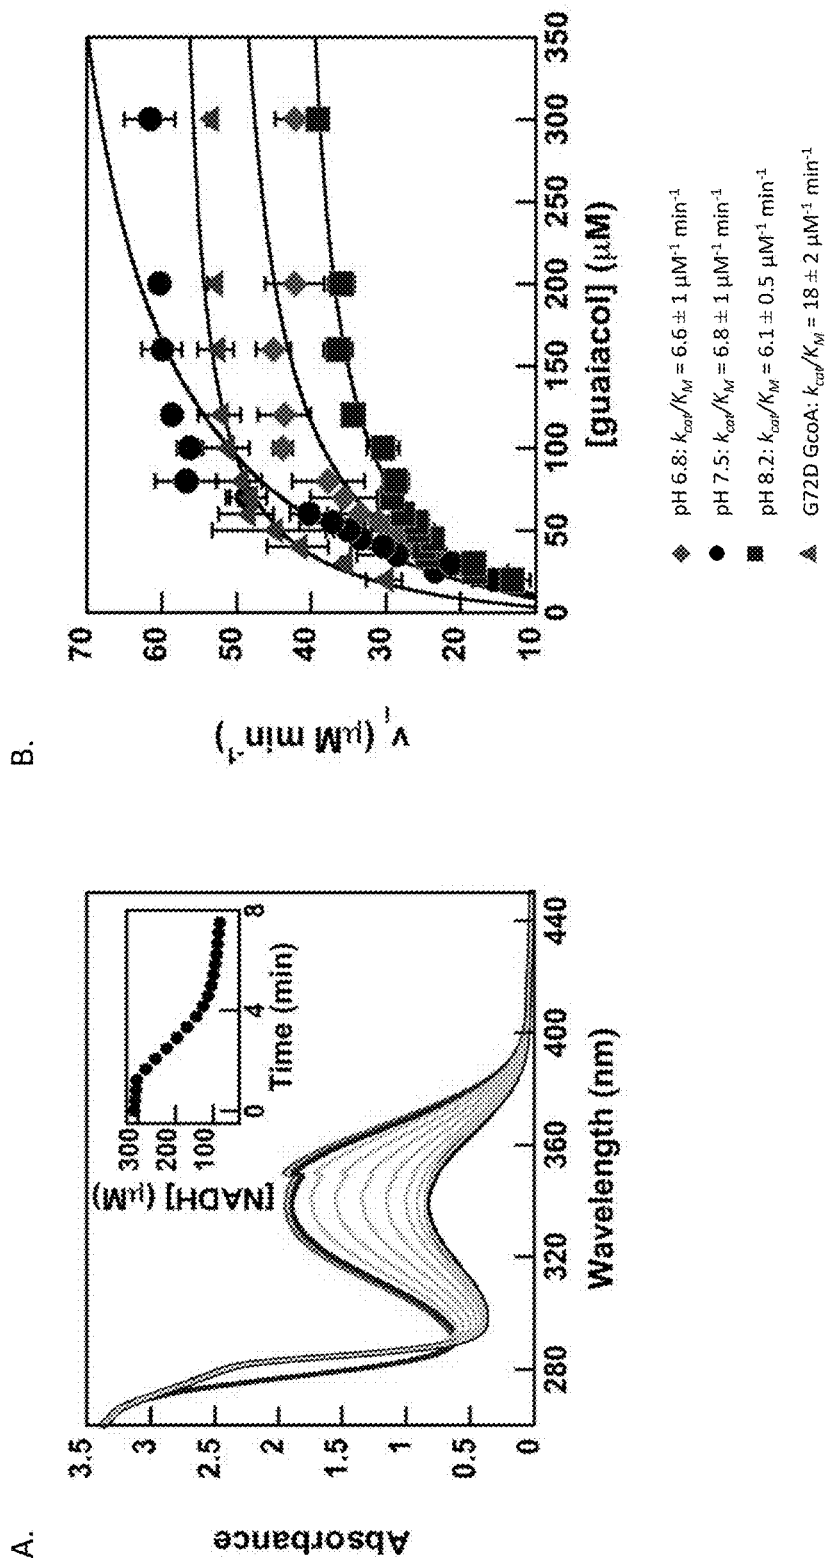 A.
Absorbance
3.5
3
2.5
2
1.5
1
0.5
0
280
320
360
400
440
Wavelength (nm)
[NADH] (μM)
300
200
100
0
4
8
Time (min)
B.
v_i (μM min⁻¹)
70
60
50
40
30
20
10
0
50
100
150
200
250
300
350
[guaiacol] (μM)
pH 6.8: k_cat/K_M = 6.6 ± 1 μM⁻¹ min⁻¹
pH 7.5: k_cat/K_M = 6.8 ± 1 μM⁻¹ min⁻¹
pH 8.2: k_cat/K_M = 6.1 ± 0.5 μM⁻¹ min⁻¹
G72D GcoA: k_cat/K_M = 18 ± 2 μM⁻¹ min⁻¹